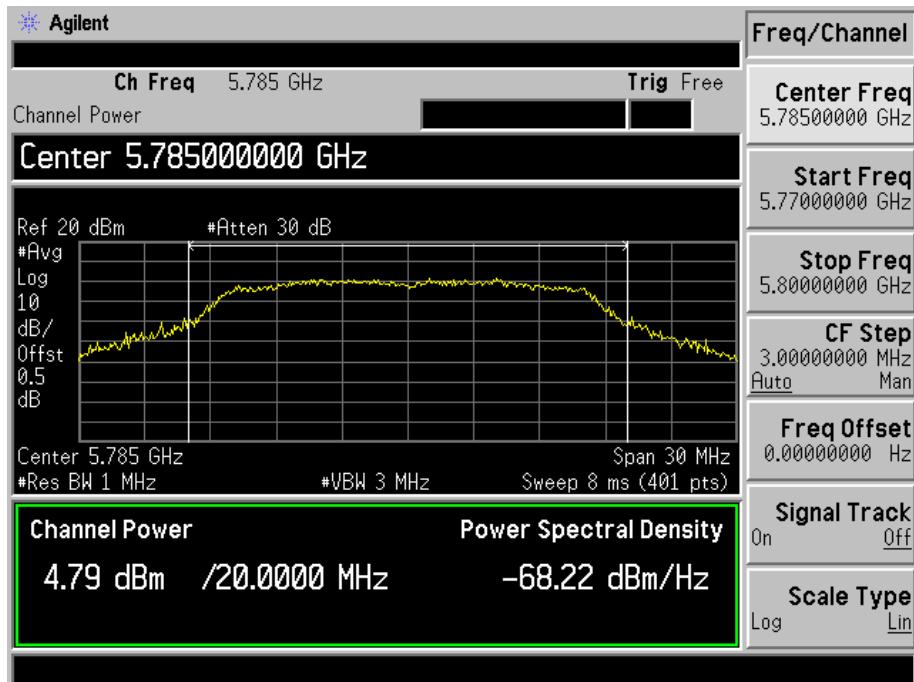 Agilent
Freq/Channel
Ch Freq 5.785 GHz Trig Free
Channel Power
Center 5.785000000 GHz
Ref 20 dBm #Atten 30 dB
#Avg
Log
10
dB/
Offst
0.5
dB
Center 5.785 GHz Span 30 MHz
#Res BW 1 MHz #VBW 3 MHz Sweep 8 ms (401 pts)
Channel Power Power Spectral Density
4.79 dBm /20.0000 MHz -68.22 dBm/Hz
Center Freq
5.78500000 GHz
Start Freq
5.77000000 GHz
Stop Freq
5.80000000 GHz
CF Step
3.00000000 MHz
Auto Man
Freq Offset
0.00000000 Hz
Signal Track
On Off
Scale Type
Log Lin